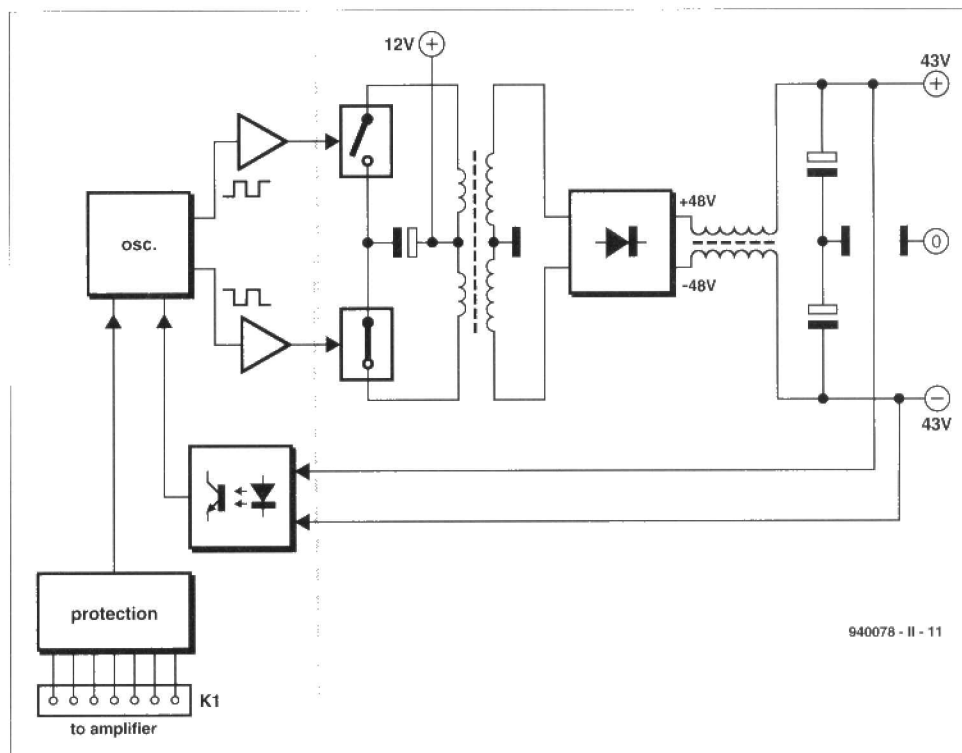 12V
+
43V
+
osc.
+48V
-48V
0
−
43V
protection
940078 - II - 11
K1
to amplifier